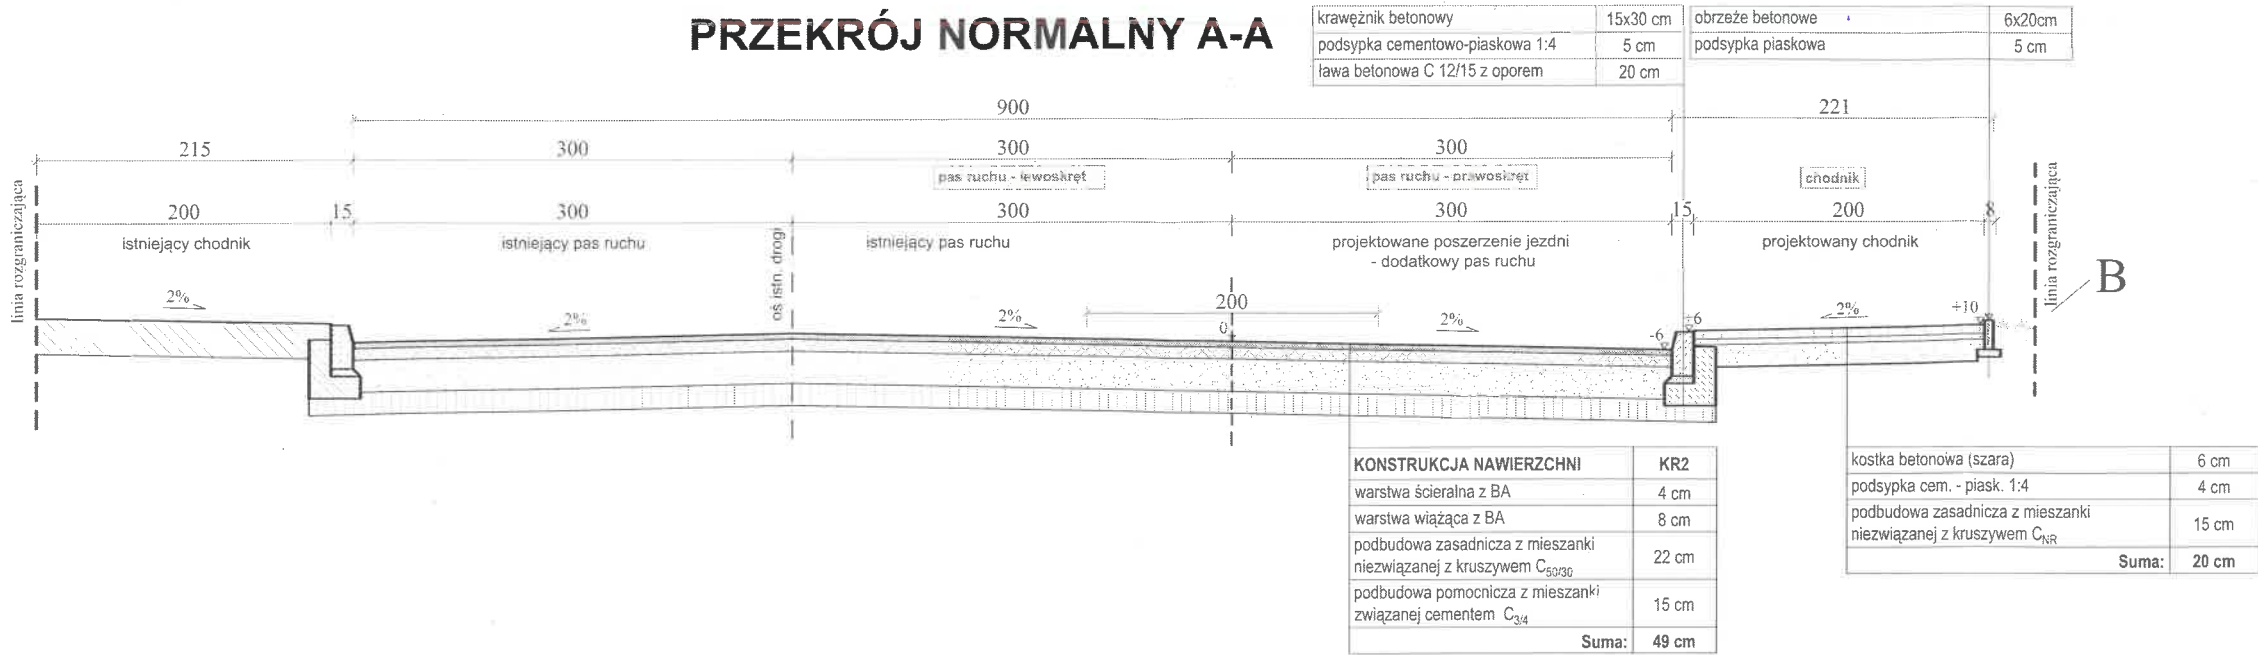 PRZEKRÓJ NORMALNY A-A
krawężnik betonowy 15x30 cm
podsypka cementowo-piaskowa 1:4 5 cm
ława betonowa C 12/15 z oporem 20 cm
obrzeże betonowe 6x20cm
podsypka piaskowa 5 cm
900 221
215 300 300 300
pas ruchu - lewoskręt pas ruchu - prawoskręt chodnik
200 15 300 300 300 15 200 8
istniejący chodnik istniejący pas ruchu istniejący pas ruchu projektowane poszerzenie jezdni projektowany chodnik
- dodatkowy pas ruchu
linia rozgraniczająca
oś istn. drogi
linia rozgraniczająca
B
2% 2% 2% 200 2% 2%
0 -6 +6 +10
KONSTRUKCJA NAWIERZCHNI KR2
warstwa ścieralna z BA 4 cm
warstwa wiążąca z BA 8 cm
podbudowa zasadnicza z mieszanki
niezwiązanej z kruszywem C50/30 22 cm
podbudowa pomocnicza z mieszanki
związanej cementem C3/4 15 cm
Suma: 49 cm
kostka betonowa (szara) 6 cm
podsypka cem. - piask. 1:4 4 cm
podbudowa zasadnicza z mieszanki
niezwiązanej z kruszywem CNR 15 cm
Suma: 20 cm